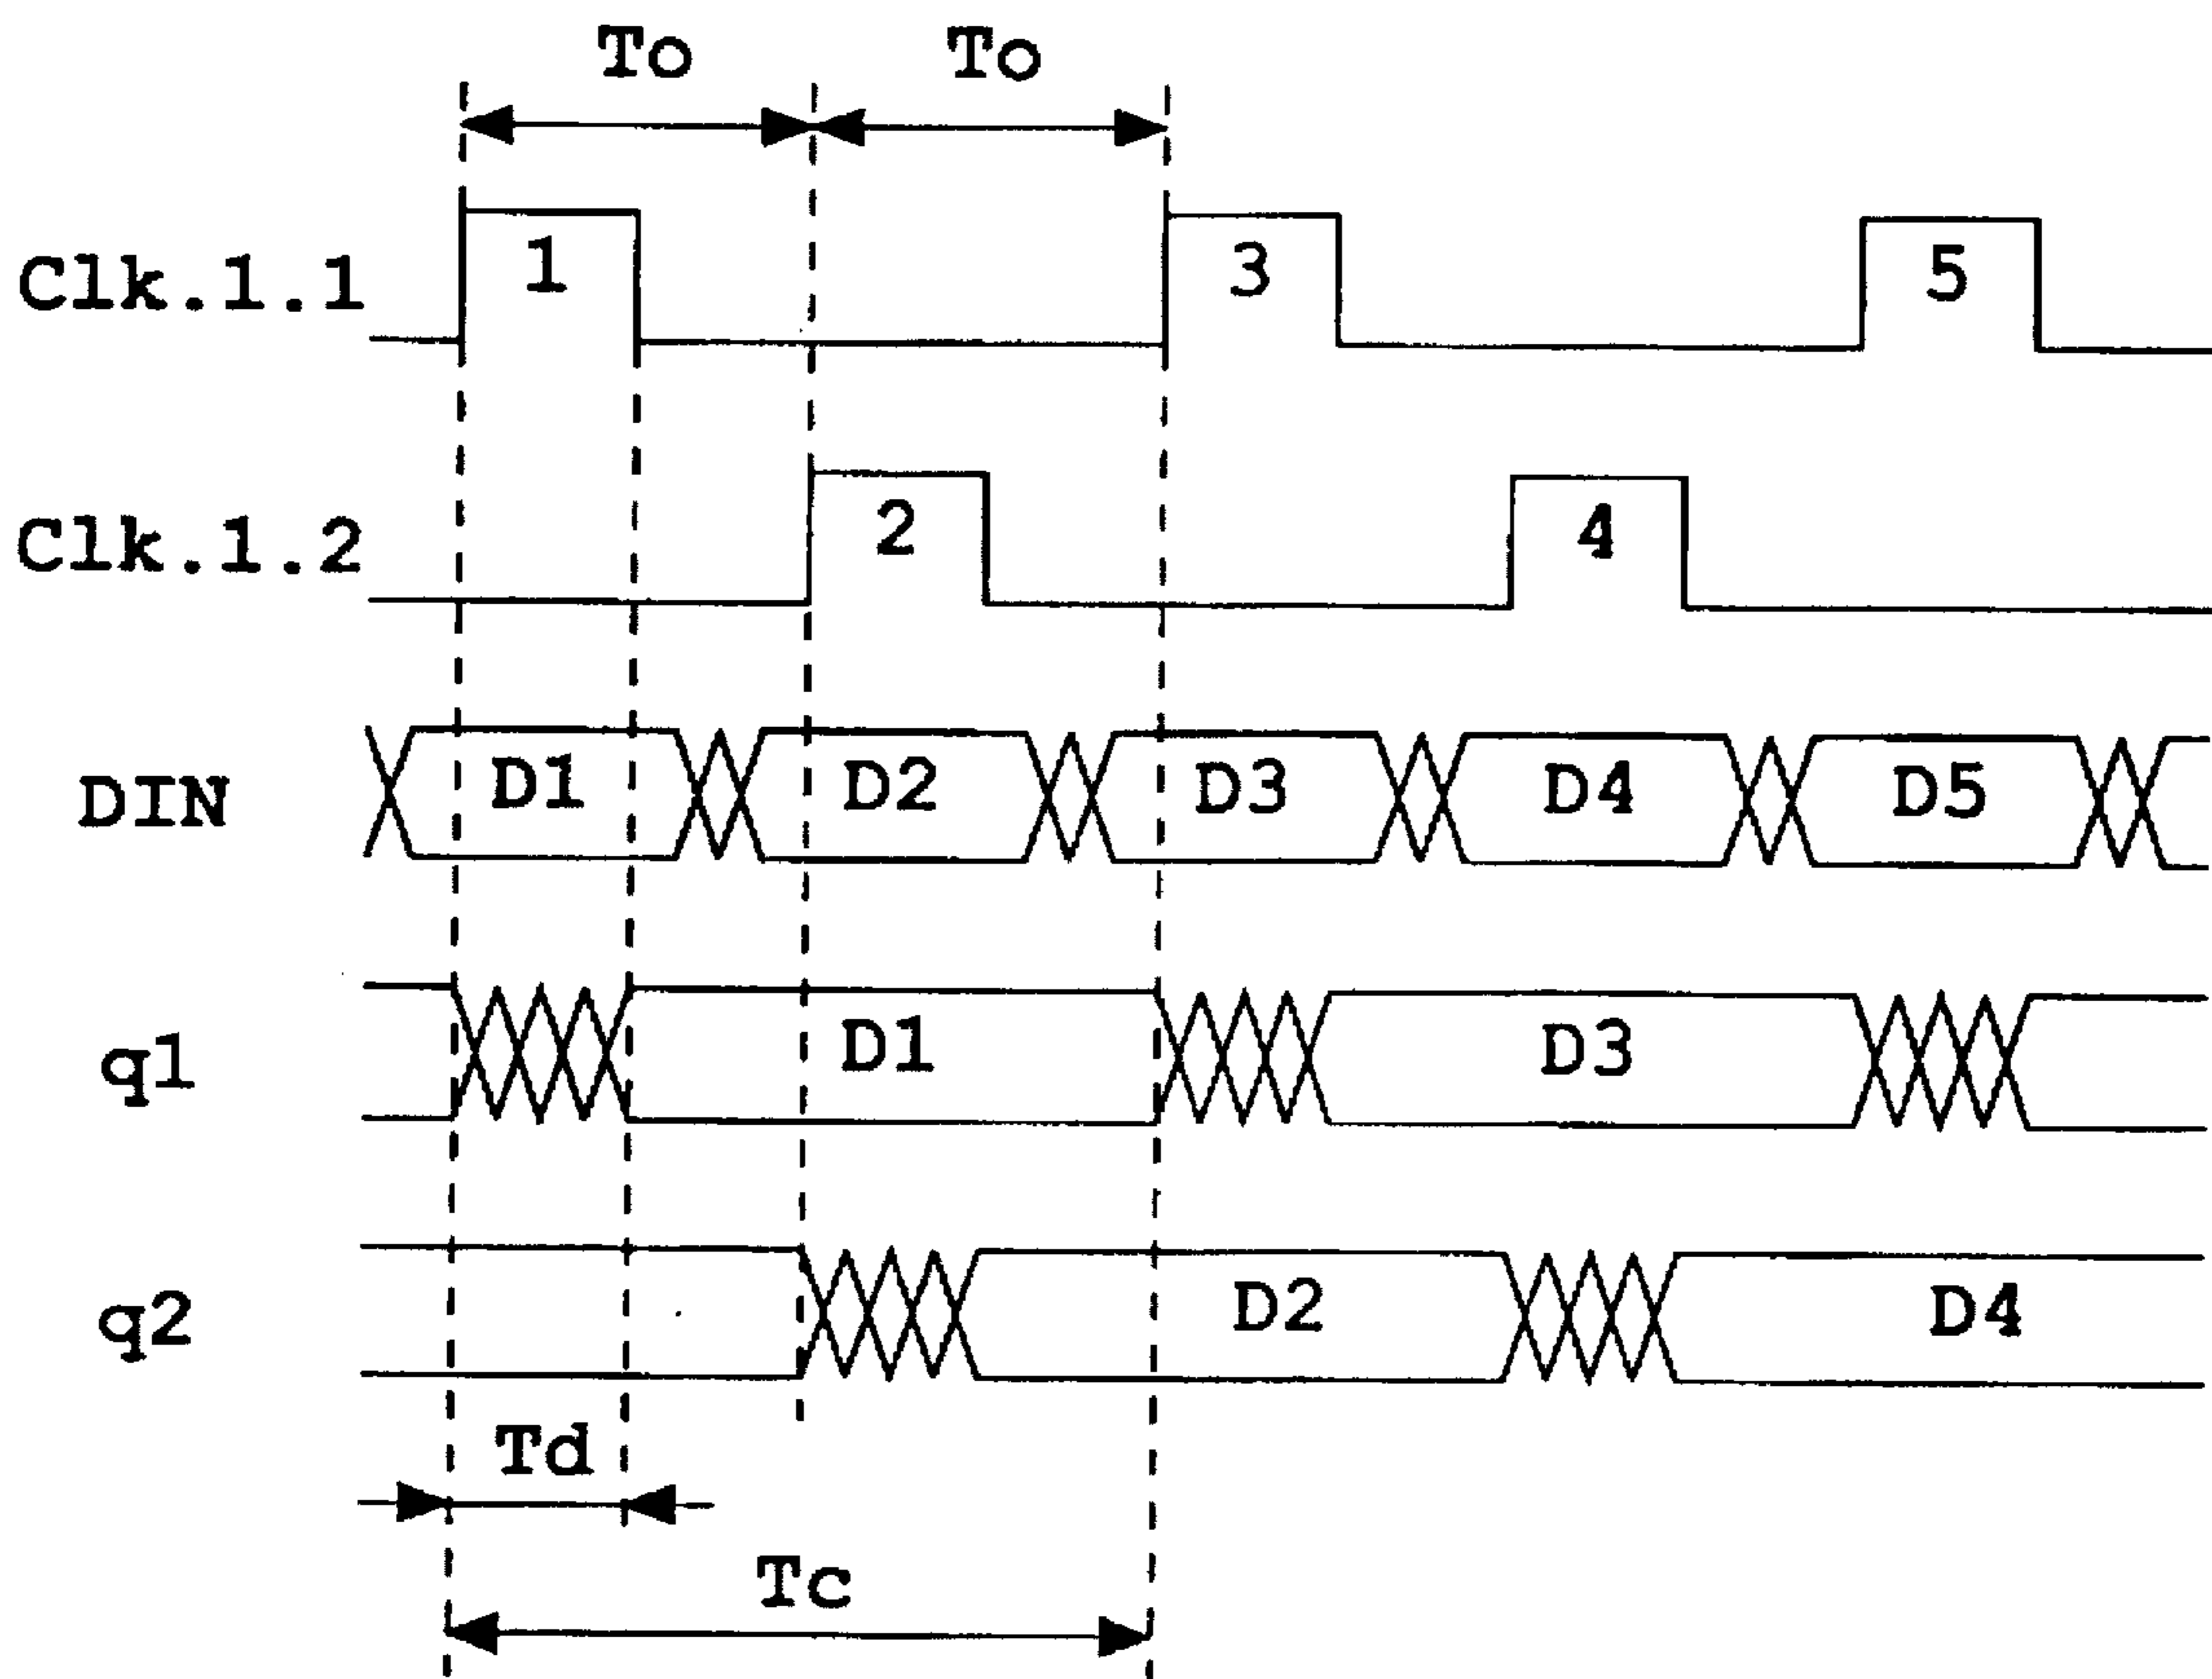 To To
Clk.1.1 1 3 5
Clk.1.2 2 4
DIN D1 D2 D3 D4 D5
q1 D1 D3
q2 D2 D4
Td
Tc